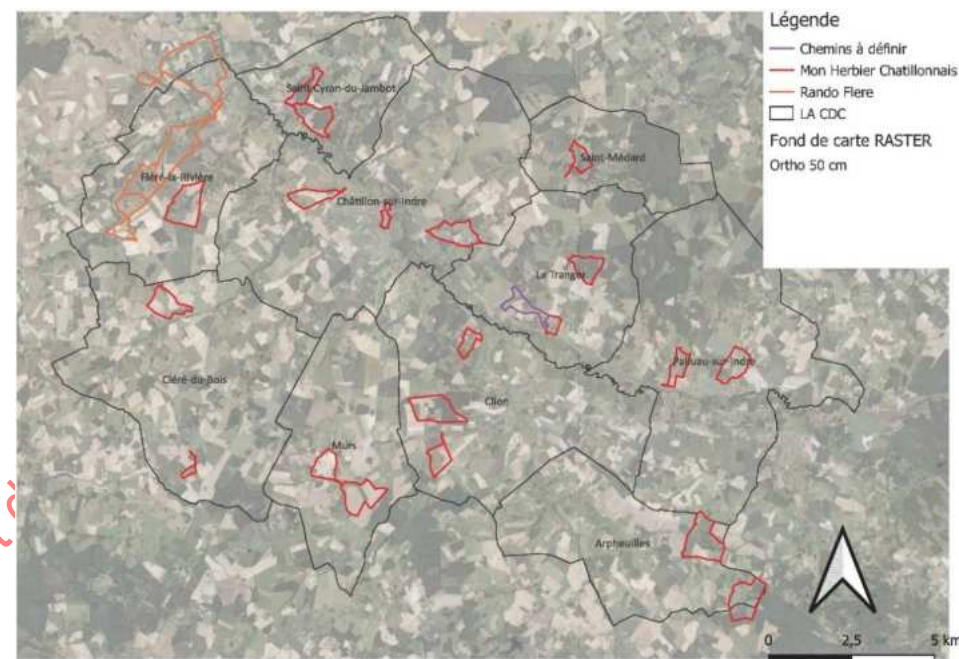 Légende
Chemins à définir
Mon Herbier Chatillonnais
Rando Flere
LA CDC
Fond de carte RASTER
Ortho 50 cm
Saint-Cyran-du-Jambot
Saint-Médard
Fléré-la-Rivière
Châtillon-sur-Indre
Le Tranger
Palluau-sur-Indre
Cléré-du-Bois
Clion
Murs
Arpheuilles
0 2,5 5 km